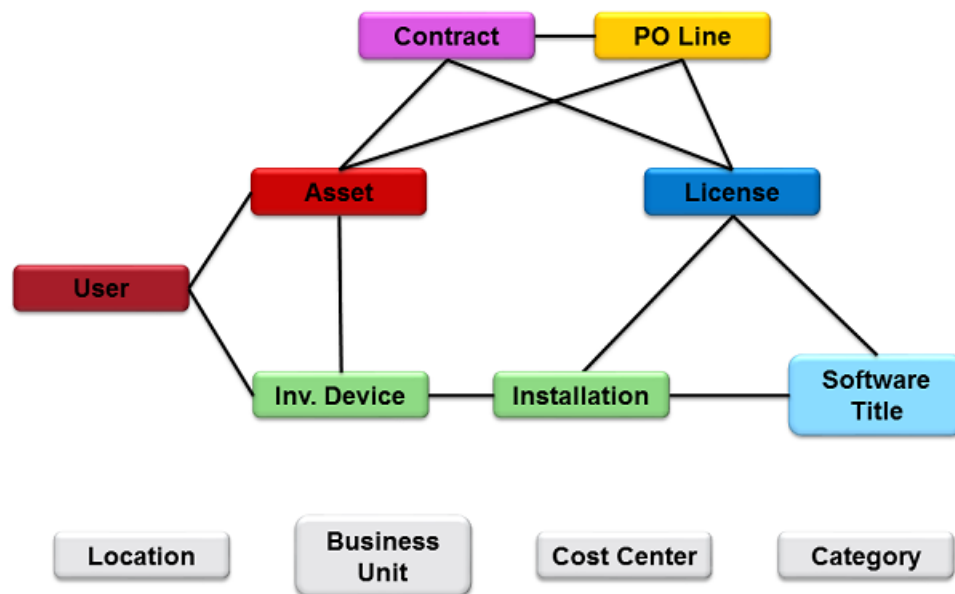 Contract
PO Line
Asset
License
User
Inv. Device
Installation
Software
Title
Location
Business
Unit
Cost Center
Category